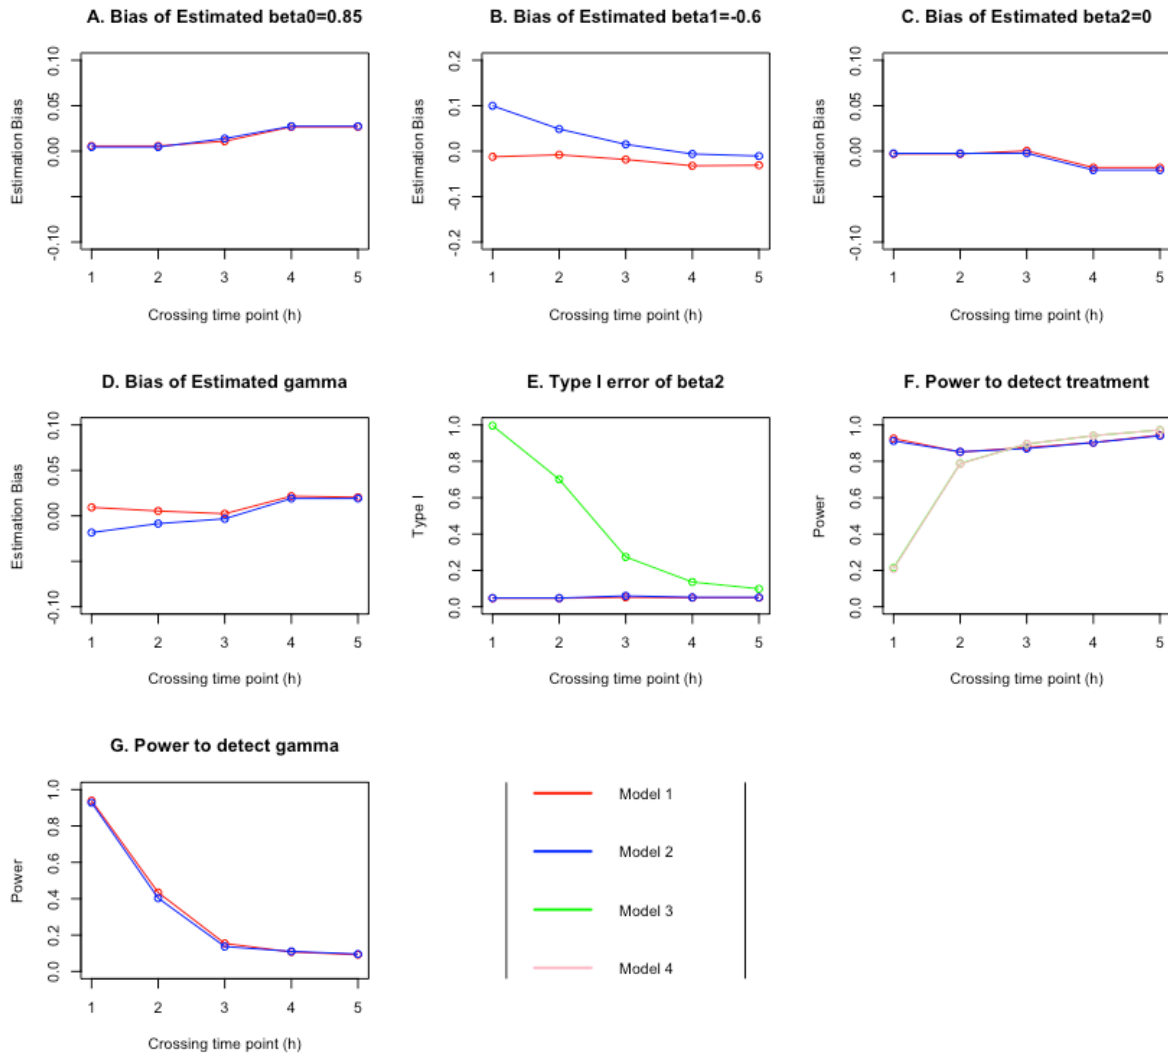 A. Bias of Estimated beta0=0.85
Estimation Bias
0.10
0.05
0.00
-0.10
1 2 3 4 5
Crossing time point (h)
B. Bias of Estimated beta1=-0.6
Estimation Bias
0.2
0.1
0.0
-0.1
-0.2
1 2 3 4 5
Crossing time point (h)
C. Bias of Estimated beta2=0
Estimation Bias
0.10
0.05
0.00
-0.10
1 2 3 4 5
Crossing time point (h)
D. Bias of Estimated gamma
Estimation Bias
0.10
0.05
0.00
-0.10
1 2 3 4 5
Crossing time point (h)
E. Type I error of beta2
Type I
1.0
0.8
0.6
0.4
0.2
0.0
1 2 3 4 5
Crossing time point (h)
F. Power to detect treatment
Power
1.0
0.8
0.6
0.4
0.2
0.0
1 2 3 4 5
Crossing time point (h)
G. Power to detect gamma
Power
1.0
0.8
0.6
0.4
0.2
0.0
1 2 3 4 5
Crossing time point (h)
Model 1
Model 2
Model 3
Model 4